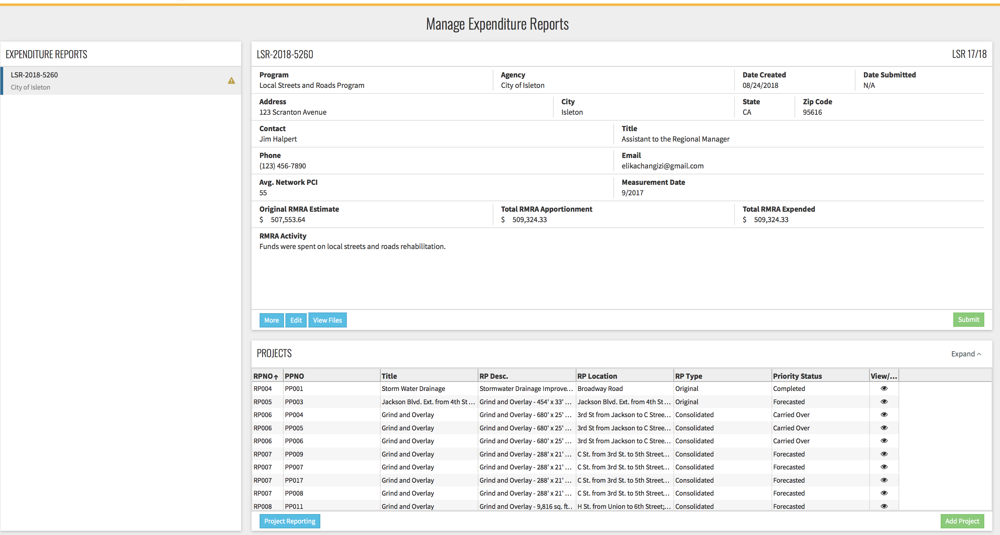 Manage Expenditure Reports
EXPENDITURE REPORTS
LSR-2018-5260
City of Isleton
LSR-2018-5260 LSR 17/18
Program Agency Date Created Date Submitted
Local Streets and Roads Program City of Isleton 08/24/2018 N/A
Address City State Zip Code
123 Scranton Avenue Isleton CA 95616
Contact Title
Jim Halpert Assistant to the Regional Manager
Phone Email
(123) 456-7890 elikachangizi@gmail.com
Avg. Network PCI Measurement Date
55 9/2017
Original RMRA Estimate Total RMRA Apportionment Total RMRA Expended
$ 507,553.64 $ 509,324.33 $ 509,324.33
RMRA Activity
Funds were spent on local streets and roads rehabilitation.
More Edit View Files Submit
PROJECTS Expand
RPNO PPNO Title RP Desc. RP Location RP Type Priority Status View/...
RP004 PP001 Storm Water Drainage Stormwater Drainage Improve... Broadway Road Original Completed
RP005 PP003 Jackson Blvd. Ext. from 4th St ... Grind and Overlay - 454' x 33' ... Jackson Blvd. Ext. from 4th St ... Original Forecasted
RP006 PP004 Grind and Overlay Grind and Overlay - 680' x 25' ... 3rd St from Jackson to C Stree... Consolidated Carried Over
RP006 PP005 Grind and Overlay Grind and Overlay - 680' x 25' ... 3rd St from Jackson to C Stree... Consolidated Carried Over
RP006 PP006 Grind and Overlay Grind and Overlay - 680' x 25' ... 3rd St from Jackson to C Stree... Consolidated Carried Over
RP007 PP009 Grind and Overlay Grind and Overlay - 288' x 21' ... C St. from 3rd St. to 5th Street... Consolidated Forecasted
RP007 PP007 Grind and Overlay Grind and Overlay - 288' x 21' ... C St. from 3rd St. to 5th Street... Consolidated Forecasted
RP007 PP017 Grind and Overlay Grind and Overlay - 288' x 21' ... C St. from 3rd St. to 5th Street... Consolidated Forecasted
RP007 PP008 Grind and Overlay Grind and Overlay - 288' x 21' ... C St. from 3rd St. to 5th Street... Consolidated Forecasted
RP008 PP011 Grind and Overlay Grind and Overlay - 9,816 sq. ft.. H St. from Union to 6th Street;... Consolidated Forecasted
Project Reporting Add Project